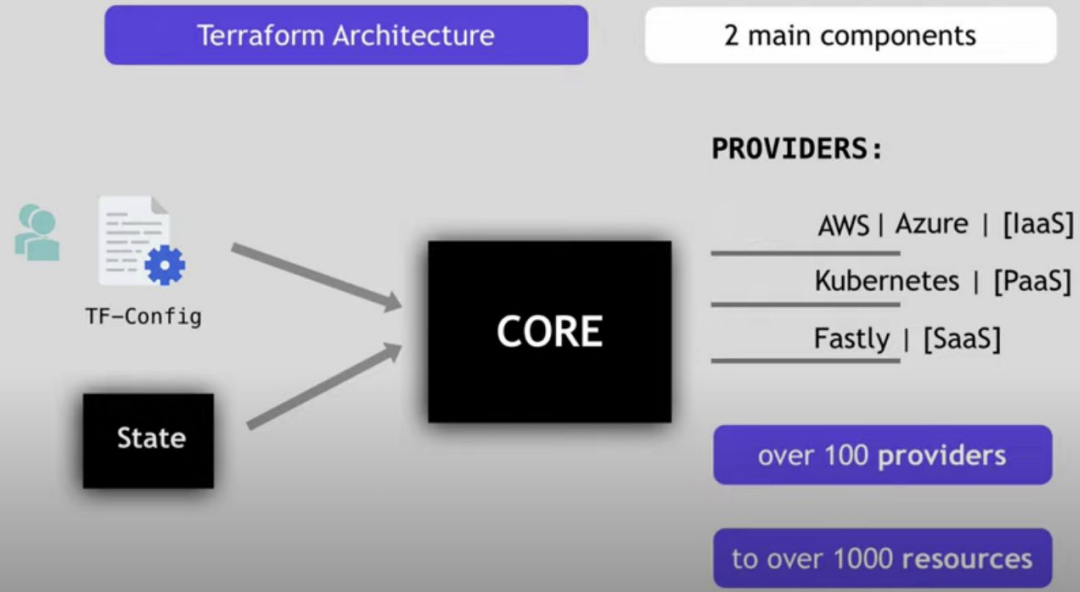 Terraform Architecture
2 main components
PROVIDERS:
AWS | Azure | [IaaS]
Kubernetes | [PaaS]
Fastly | [SaaS]
TF-Config
CORE
State
over 100 providers
to over 1000 resources